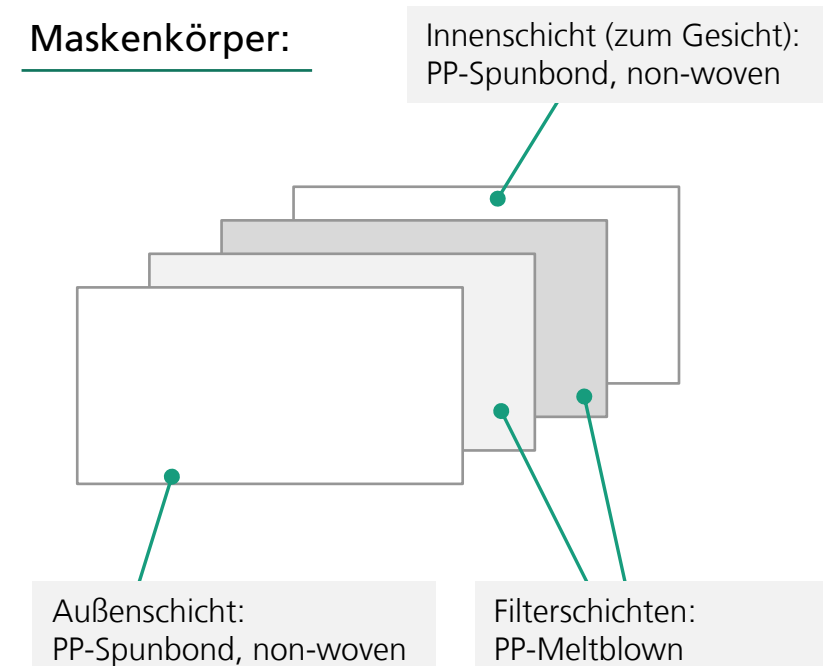 Maskenkörper:
Innenschicht (zum Gesicht):
PP-Spunbond, non-woven
Außenschicht:
PP-Spunbond, non-woven
Filterschichten:
PP-Meltblown